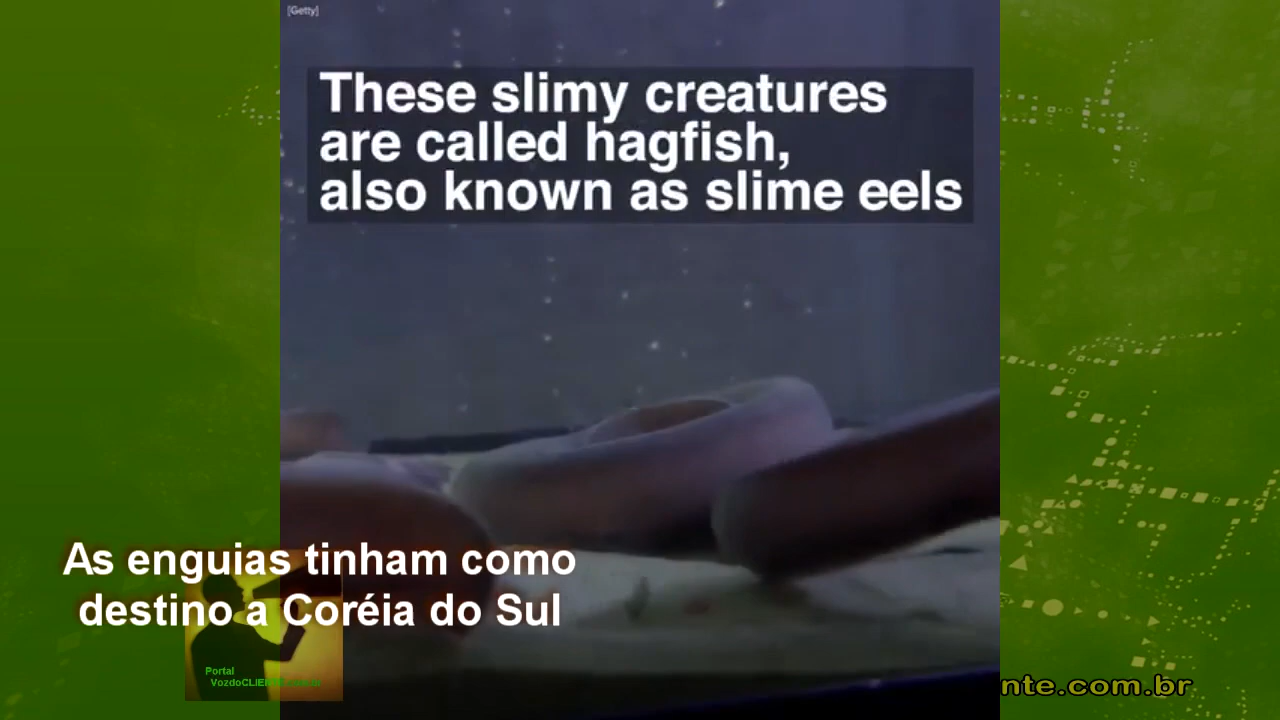 [Getty]
These slimy creatures
are called hagfish,
also known as slime eels
As enguias tinham como
destino a Coréia do Sul
Portal
nte.com.br